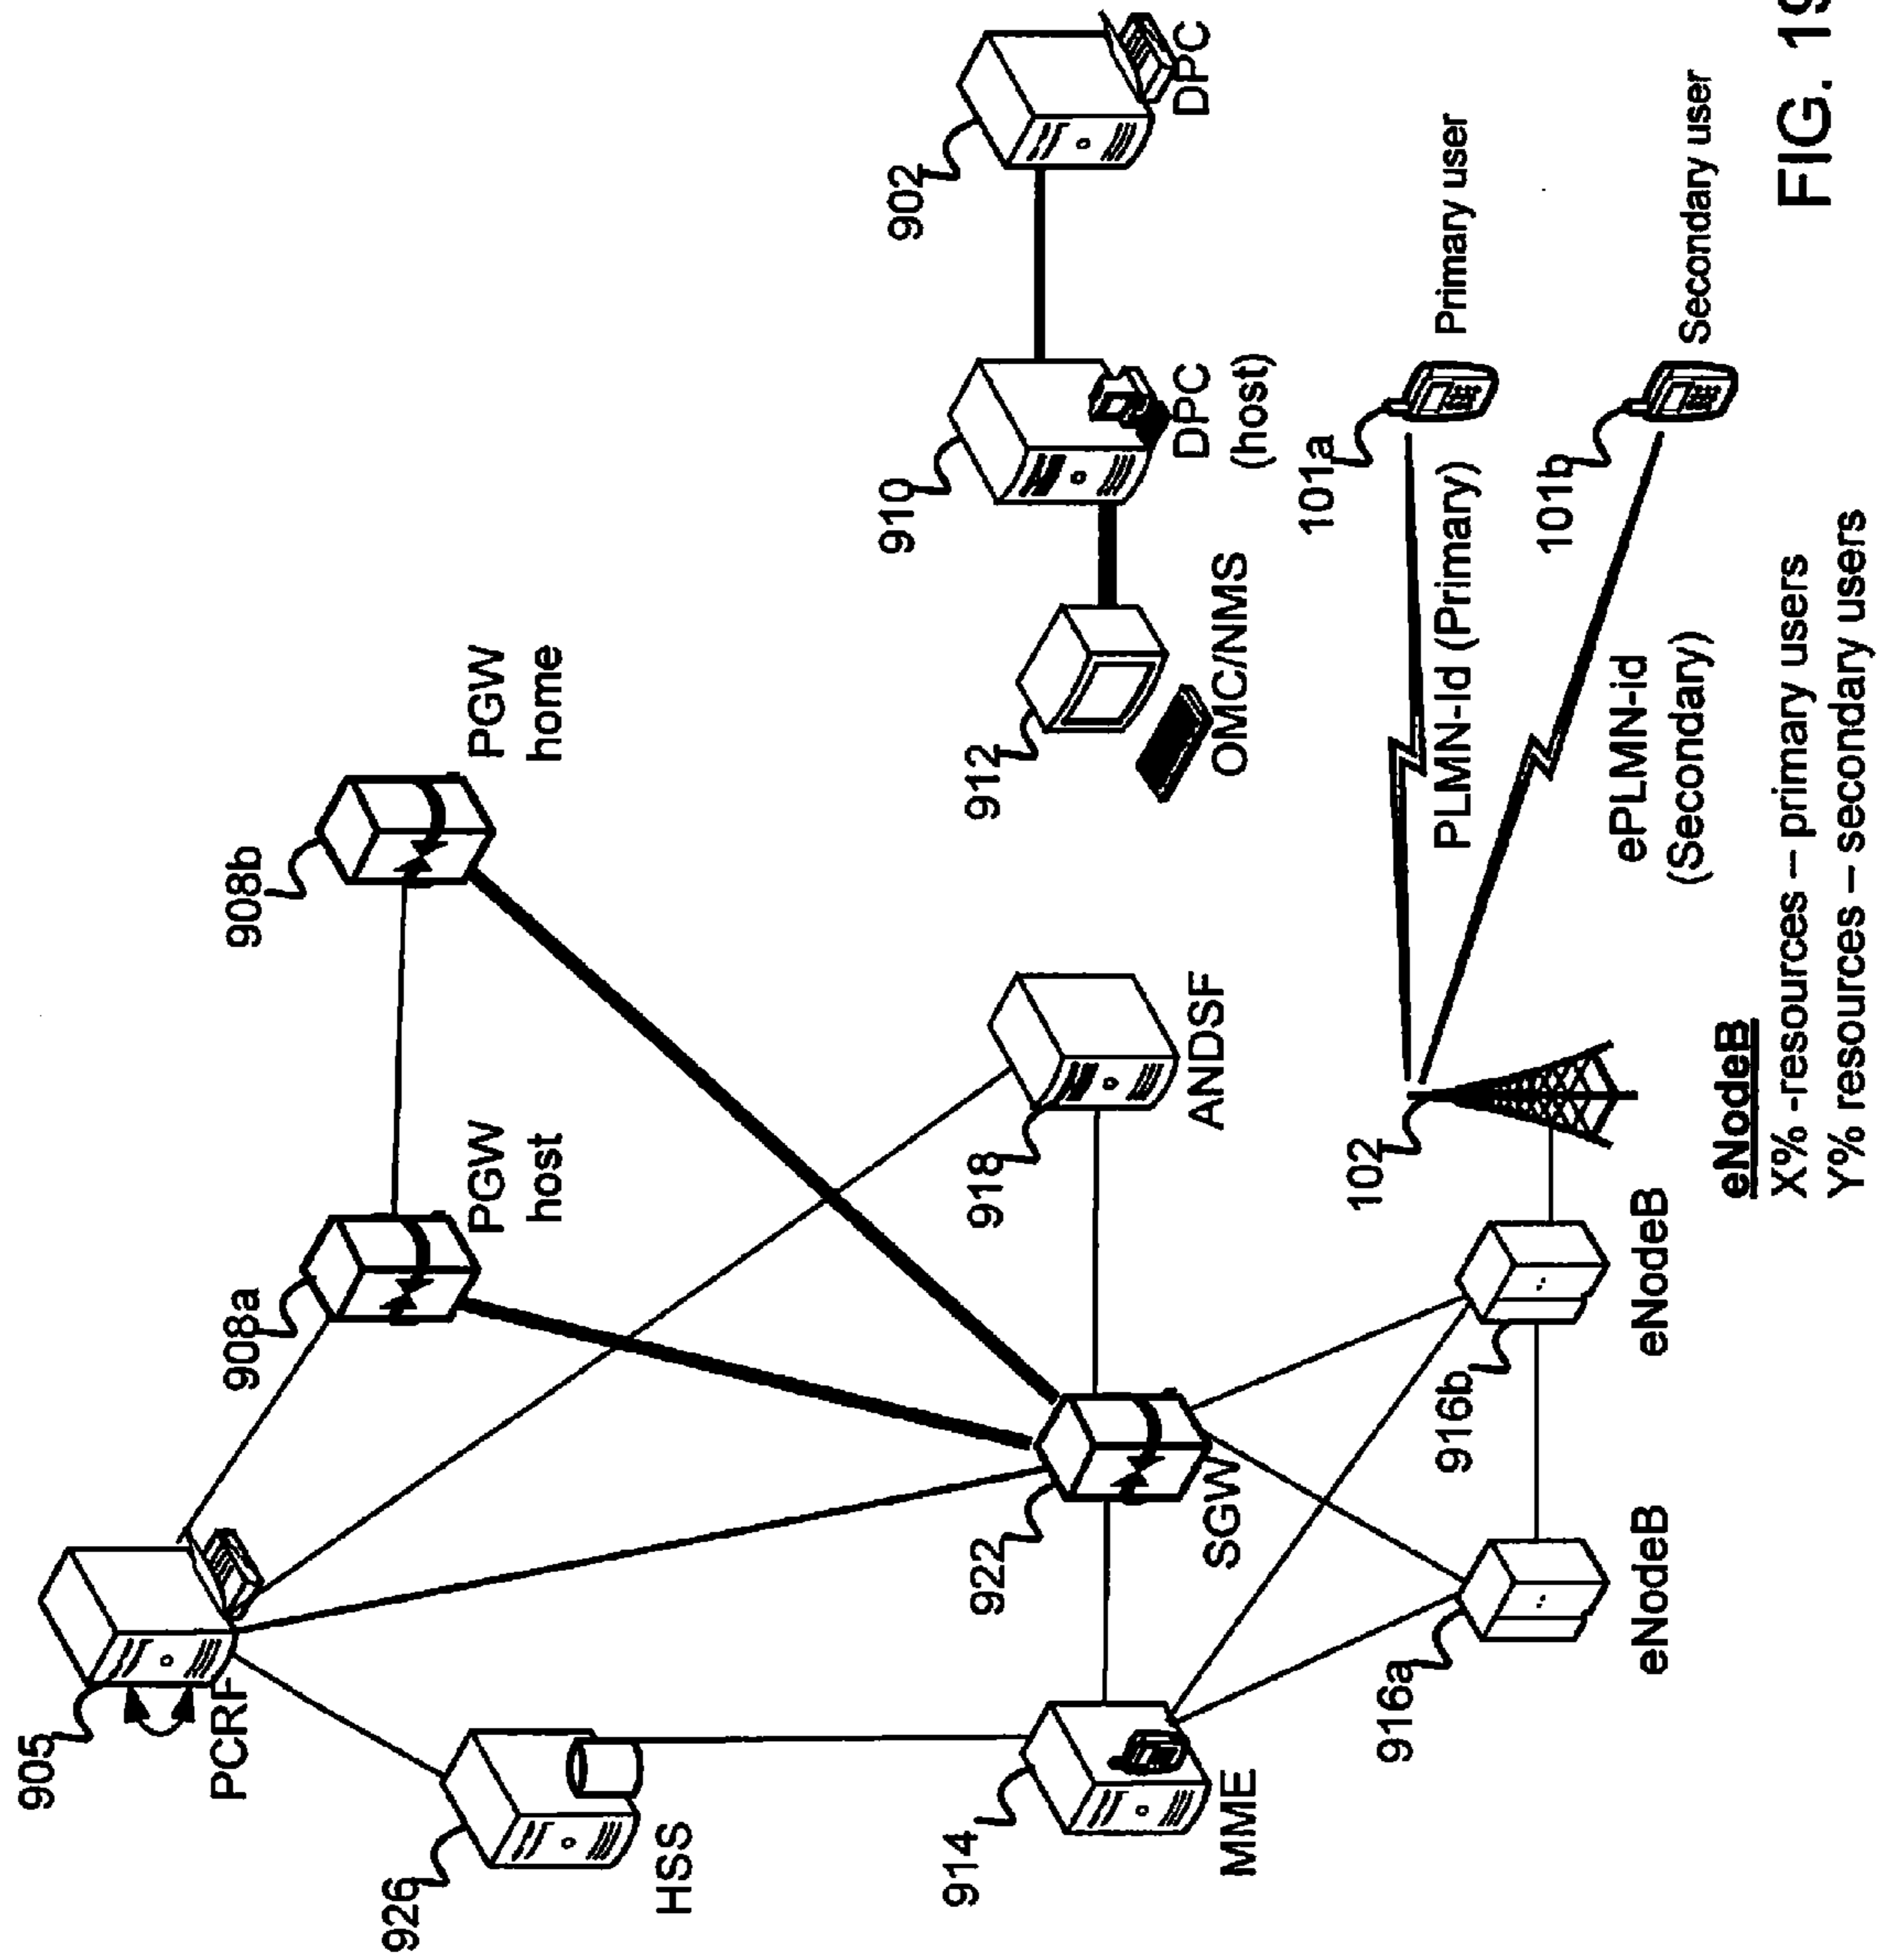 905
PCRF
908a
PGW
host
908b
PGW
home
926
HSS
914
MME
922
SGW
918
ANDSF
912
OMC/NMS
910
DPC
(host)
902
DPC
916a
eNodeB
916b
eNodeB
102
101a
Primary user
PLMN-Id (Primary)
101b
Secondary user
ePLMN-id
(Secondary)
eNodeB
X% -resources – primary users
Y% resources – secondary users
FIG. 19